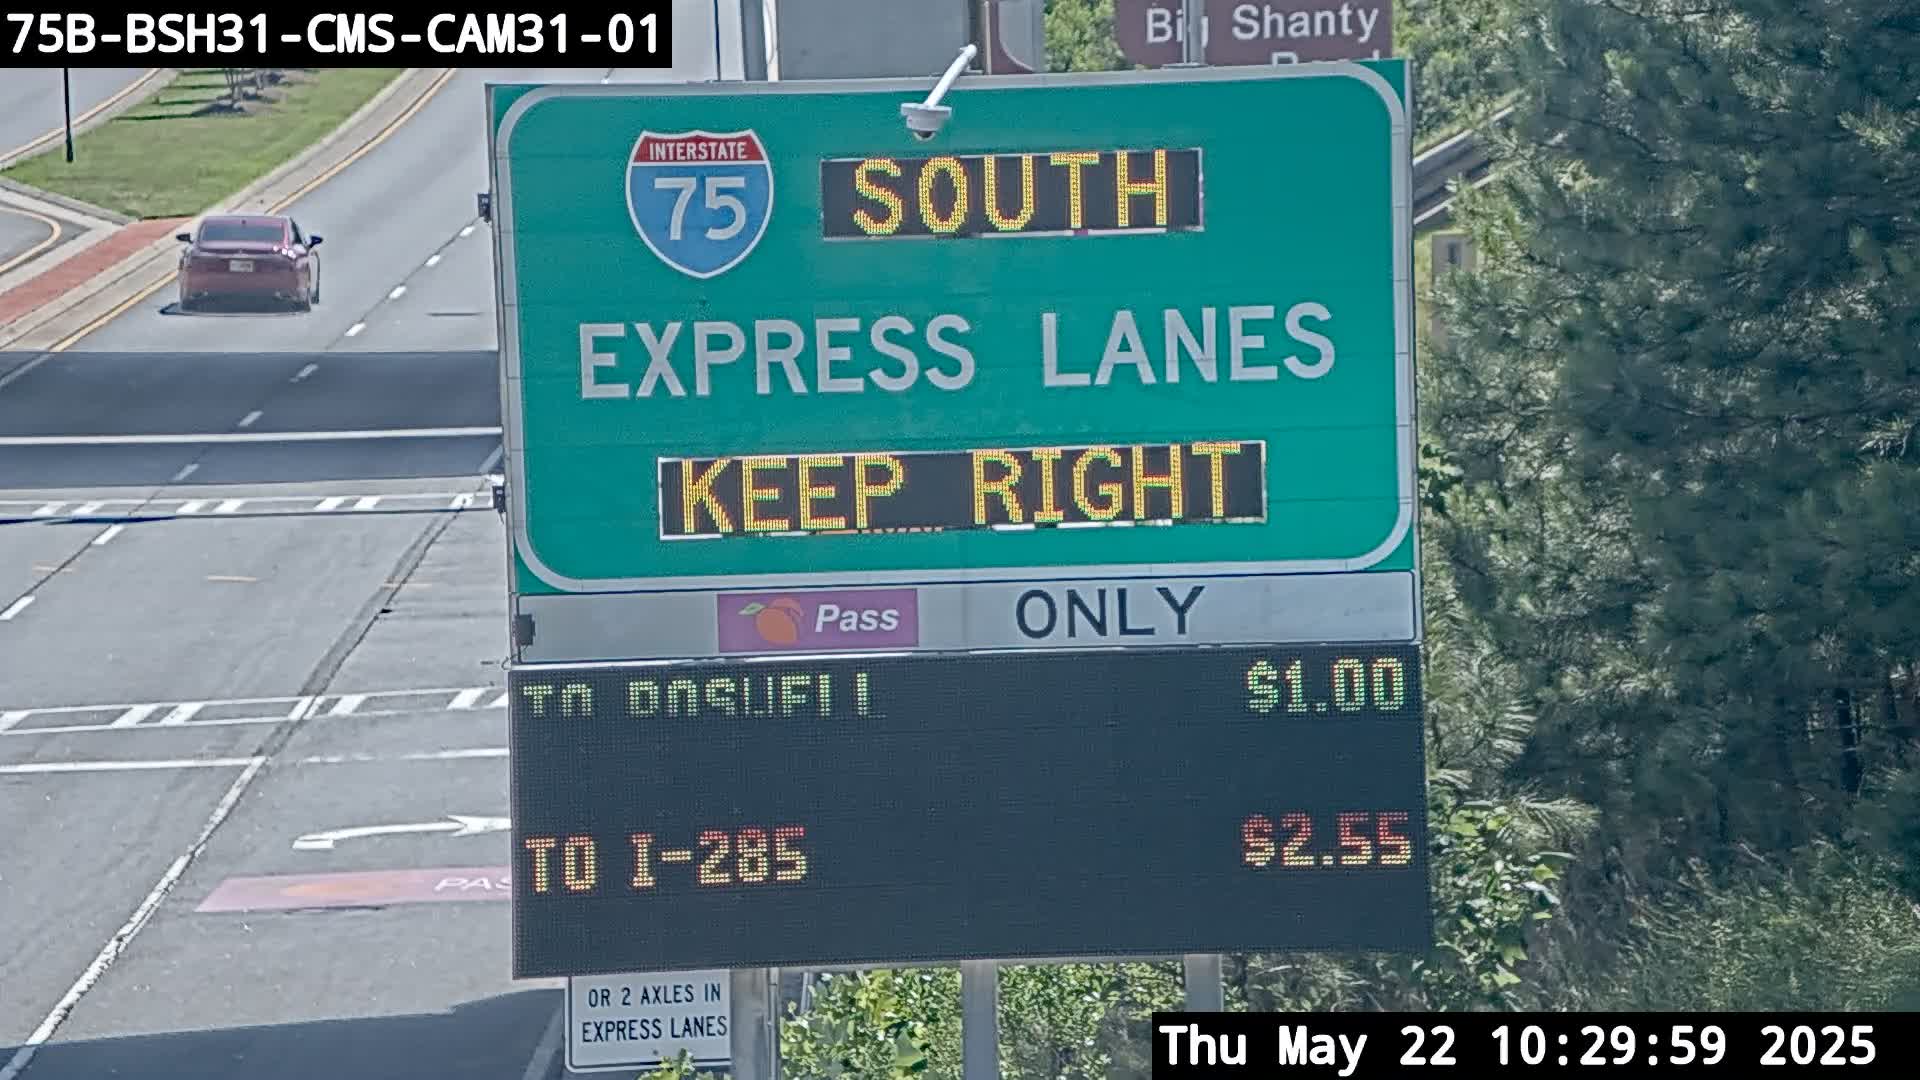 75B-BSH31-CMS-CAM31-01
Big Shanty
INTERSTATE
75
SOUTH
EXPRESS LANES
KEEP RIGHT
Pass ONLY
TO $1.00
TO I-285 $2.55
OR 2 AXLES IN
EXPRESS LANES
Thu May 22 10:29:59 2025